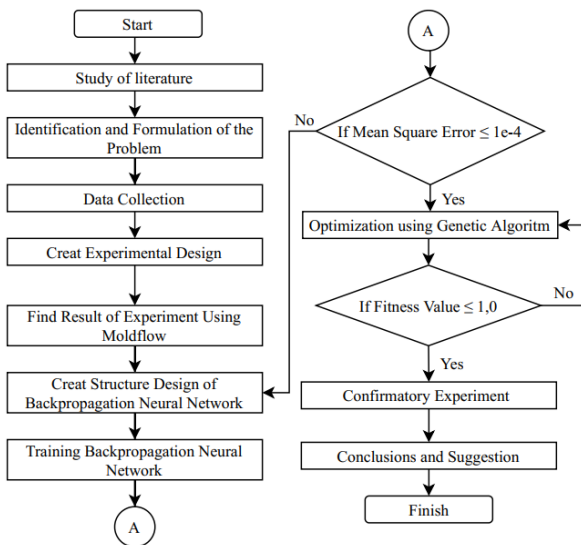 Start
Study of literature
Identification and Formulation of the
Problem
Data Collection
Creat Experimental Design
Find Result of Experiment Using
Moldflow
Creat Structure Design of
Backpropagation Neural Network
Training Backpropagation Neural
Network
A
A
If Mean Square Error ≤ 1e-4
No
Yes
Optimization using Genetic Algoritm
If Fitness Value ≤ 1,0
No
Yes
Confirmatory Experiment
Conclusions and Suggestion
Finish